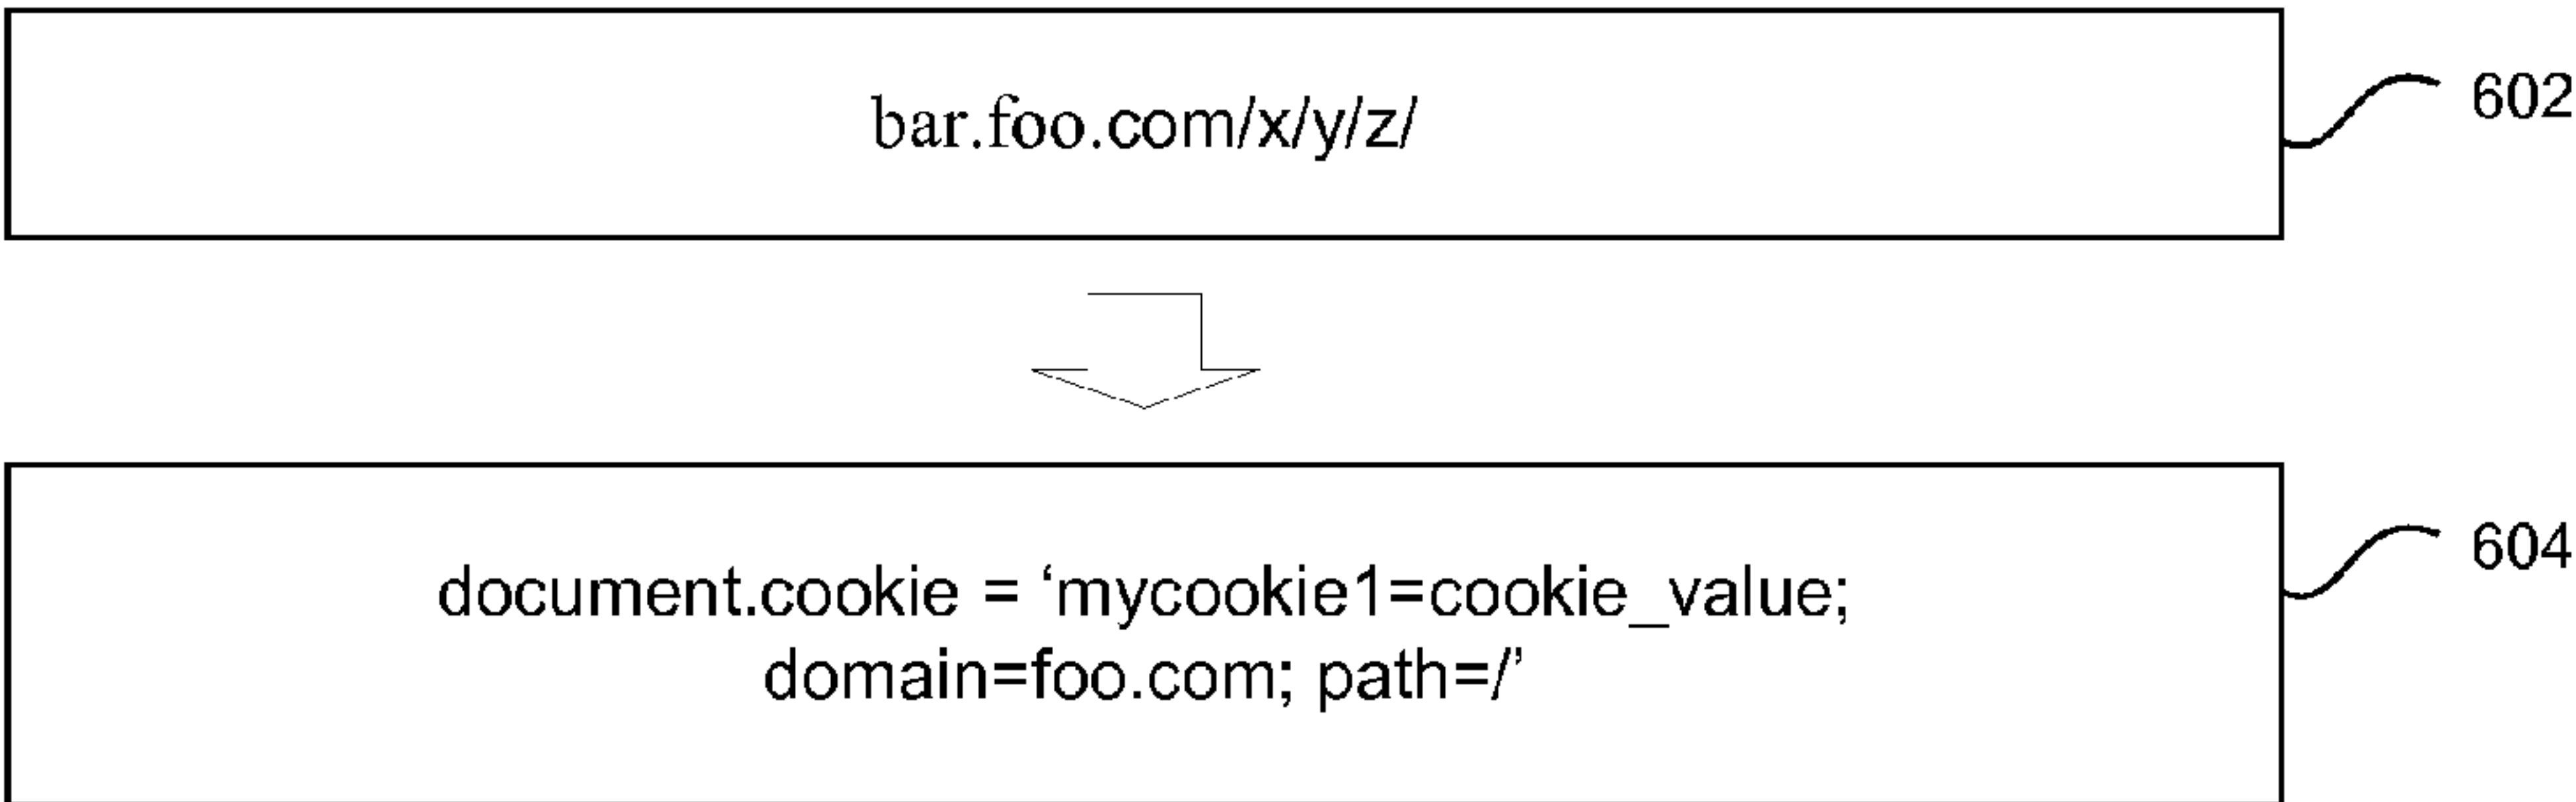 bar.foo.com/x/y/z/
602
document.cookie = ‘mycookie1=cookie_value;
domain=foo.com; path=/’
604